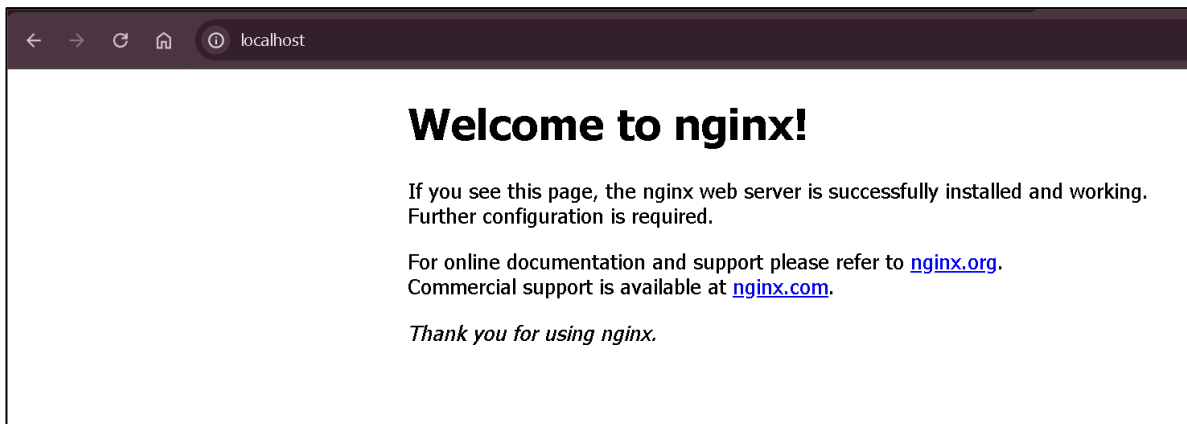 localhost
Welcome to nginx!
If you see this page, the nginx web server is successfully installed and working.
Further configuration is required.
For online documentation and support please refer to nginx.org.
Commercial support is available at nginx.com.
Thank you for using nginx.